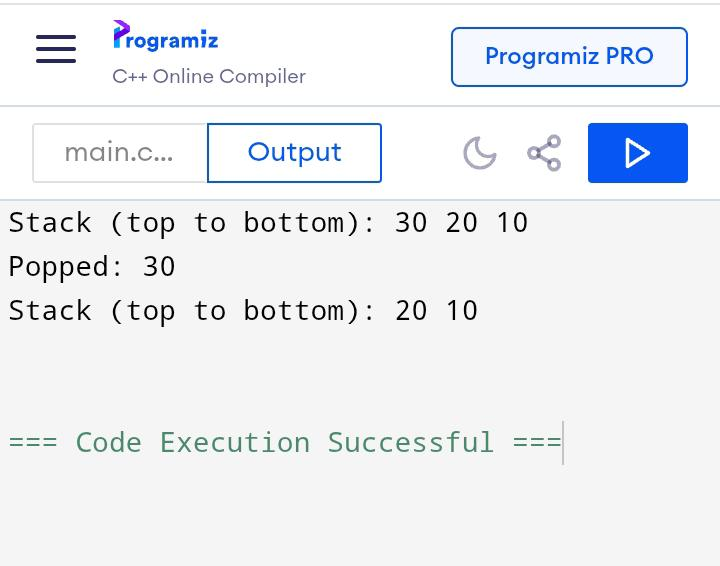 Programiz
C++ Online Compiler
Programiz PRO
main.c...
Output
Stack (top to bottom): 30 20 10
Popped: 30
Stack (top to bottom): 20 10
=== Code Execution Successful ===